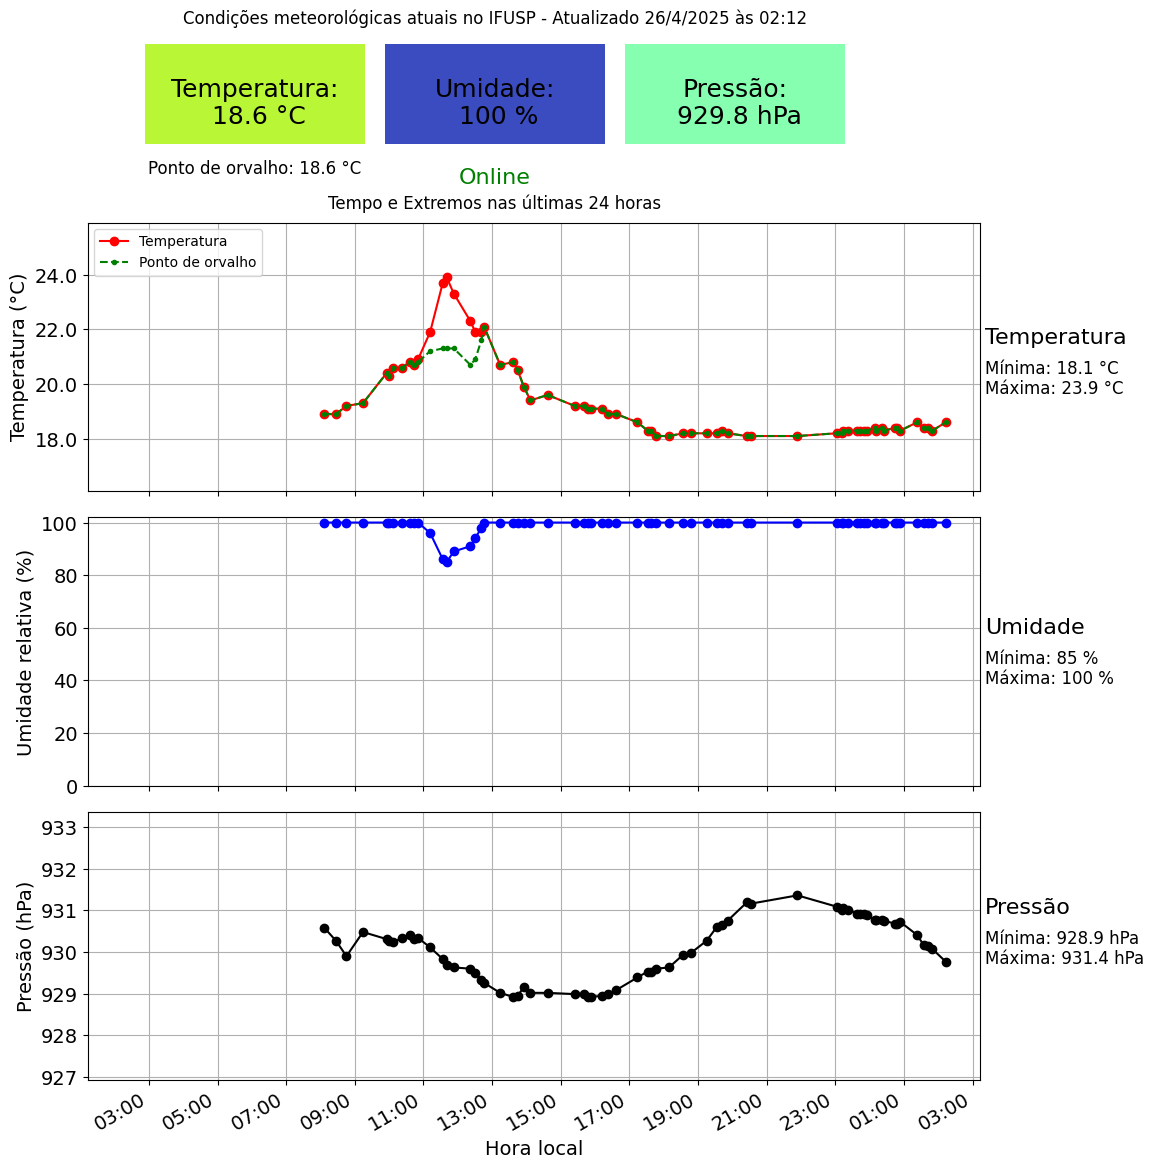 Condições meteorológicas atuais no IFUSP - Atualizado 26/4/2025 às 02:12
Temperatura:
18.6 °C
Umidade:
100 %
Pressão:
929.8 hPa
Ponto de orvalho: 18.6 °C
Online
Tempo e Extremos nas últimas 24 horas
Temperatura
Ponto de orvalho
24.0
22.0
20.0
18.0
Temperatura (°C)
Temperatura
Mínima: 18.1 °C
Máxima: 23.9 °C
100
80
60
40
20
0
Umidade relativa (%)
Umidade
Mínima: 85 %
Máxima: 100 %
933
932
931
930
929
928
927
Pressão (hPa)
Pressão
Mínima: 928.9 hPa
Máxima: 931.4 hPa
03:00 05:00 07:00 09:00 11:00 13:00 15:00 17:00 19:00 21:00 23:00 01:00 03:00
Hora local